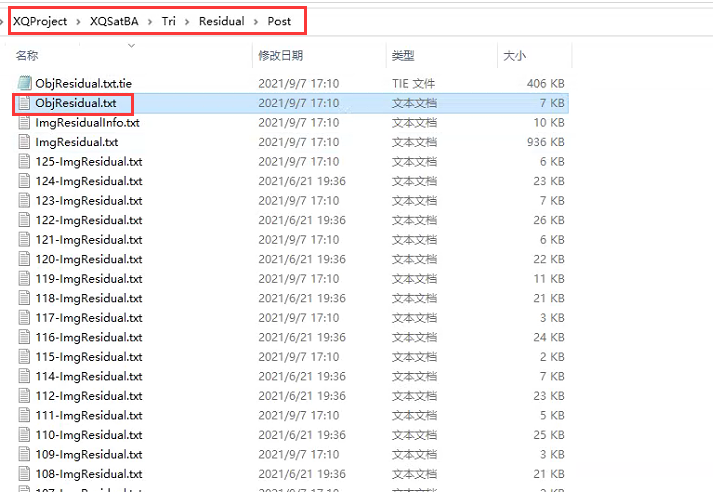 XQProject > XQSatBA > Tri > Residual > Post
名称 修改日期 类型 大小
ObjResidual.txt.tie 2021/9/7 17:10 TIE 文件 406 KB
ObjResidual.txt 2021/9/7 17:10 文本文档 7 KB
ImgResidualInfo.txt 2021/9/7 17:10 文本文档 10 KB
ImgResidual.txt 2021/9/7 17:10 文本文档 936 KB
125-ImgResidual.txt 2021/9/7 17:10 文本文档 6 KB
124-ImgResidual.txt 2021/6/21 19:36 文本文档 23 KB
123-ImgResidual.txt 2021/9/7 17:10 文本文档 7 KB
122-ImgResidual.txt 2021/6/21 19:36 文本文档 26 KB
121-ImgResidual.txt 2021/9/7 17:10 文本文档 6 KB
120-ImgResidual.txt 2021/6/21 19:36 文本文档 22 KB
119-ImgResidual.txt 2021/9/7 17:10 文本文档 11 KB
118-ImgResidual.txt 2021/6/21 19:36 文本文档 21 KB
117-ImgResidual.txt 2021/9/7 17:10 文本文档 3 KB
116-ImgResidual.txt 2021/6/21 19:36 文本文档 24 KB
115-ImgResidual.txt 2021/9/7 17:10 文本文档 2 KB
114-ImgResidual.txt 2021/6/21 19:36 文本文档 7 KB
112-ImgResidual.txt 2021/6/21 19:36 文本文档 23 KB
111-ImgResidual.txt 2021/9/7 17:10 文本文档 5 KB
110-ImgResidual.txt 2021/6/21 19:36 文本文档 25 KB
109-ImgResidual.txt 2021/9/7 17:10 文本文档 3 KB
108-ImgResidual.txt 2021/6/21 19:36 文本文档 21 KB